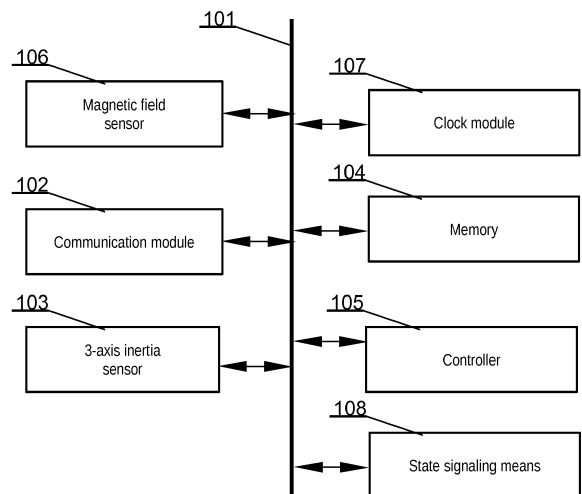 101
106
Magnetic field
sensor
107
Clock module
102
Communication module
104
Memory
103
3-axis inertia
sensor
105
Controller
108
State signaling means